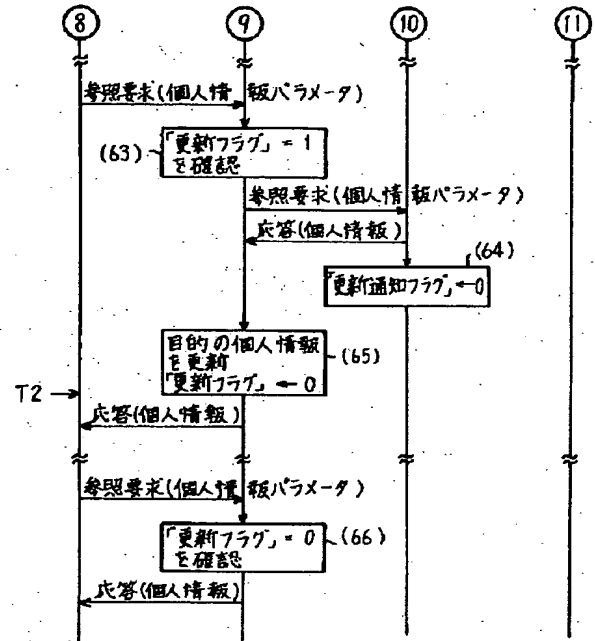 8 9 10 11
参照要求(個人情報パラメータ)
(63) 「更新フラグ」= 1
を確認
参照要求(個人情報パラメータ)
応答(個人情報)
(64)
「更新通知フラグ」←0
目的の個人情報
を更新
「更新フラグ」← 0
(65)
T2
応答(個人情報)
参照要求(個人情報パラメータ)
「更新フラグ」= 0
を確認
(66)
応答(個人情報)